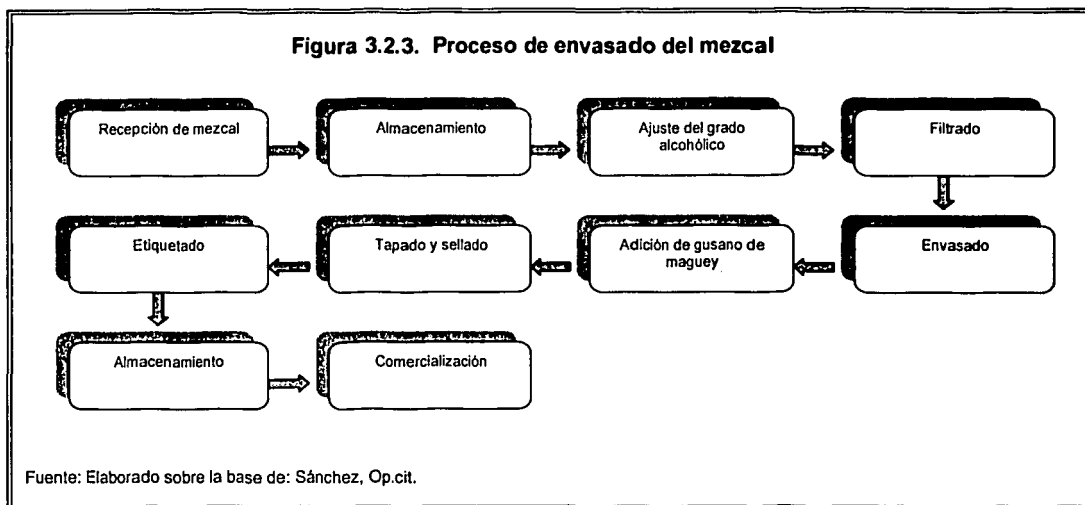 Figura 3.2.3. Proceso de envasado del mezcal
Recepción de mezcal
Almacenamiento
Ajuste del grado
alcohólico
Filtrado
Envasado
Adición de gusano de
maguey
Tapado y sellado
Etiquetado
Almacenamiento
Comercialización
Fuente: Elaborado sobre la base de: Sánchez, Op.cit.